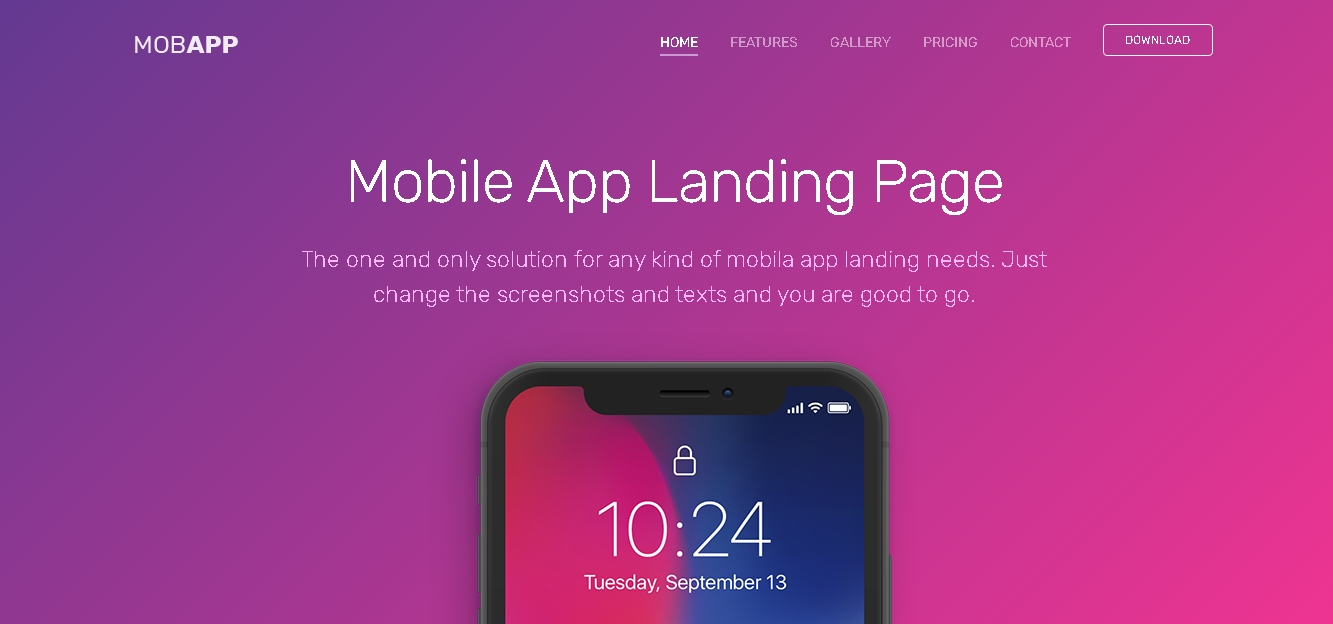 MOBAPP
HOME FEATURES GALLERY PRICING CONTACT DOWNLOAD
Mobile App Landing Page
The one and only solution for any kind of mobila app landing needs. Just
change the screenshots and texts and you are good to go.
10:24
Tuesday, September 13